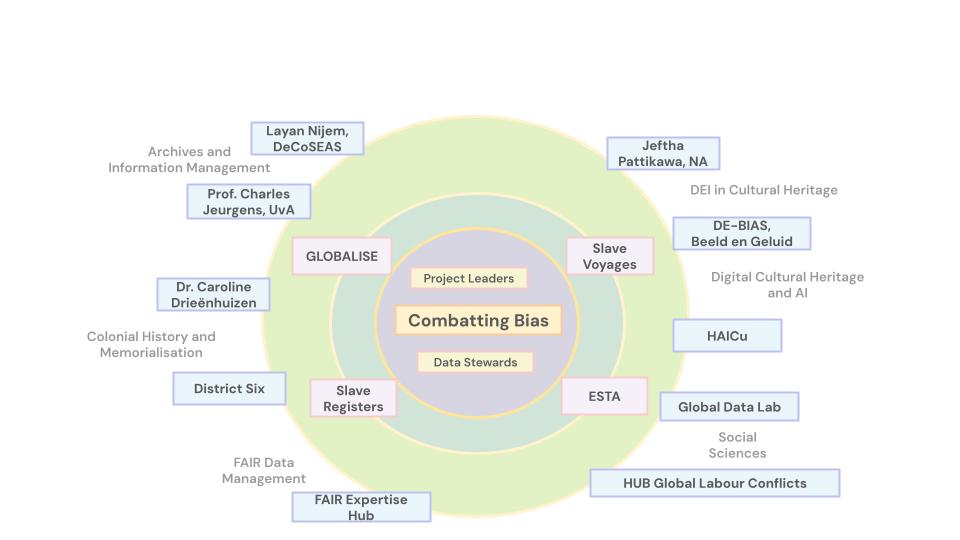 Layan Nijem,
DeCoSEAS
Jeftha
Pattikawa, NA
Archives and
Information Management
DEI in Cultural Heritage
Prof. Charles
Jeurgens, UvA
DE-BIAS,
Beeld en Geluid
GLOBALISE
Slave
Voyages
Project Leaders
Digital Cultural Heritage
and AI
Dr. Caroline
Drieënhuizen
Combatting Bias
HAICu
Colonial History and
Memorialisation
Data Stewards
District Six
Slave
Registers
ESTA
Global Data Lab
Social
Sciences
FAIR Data
Management
HUB Global Labour Conflicts
FAIR Expertise
Hub